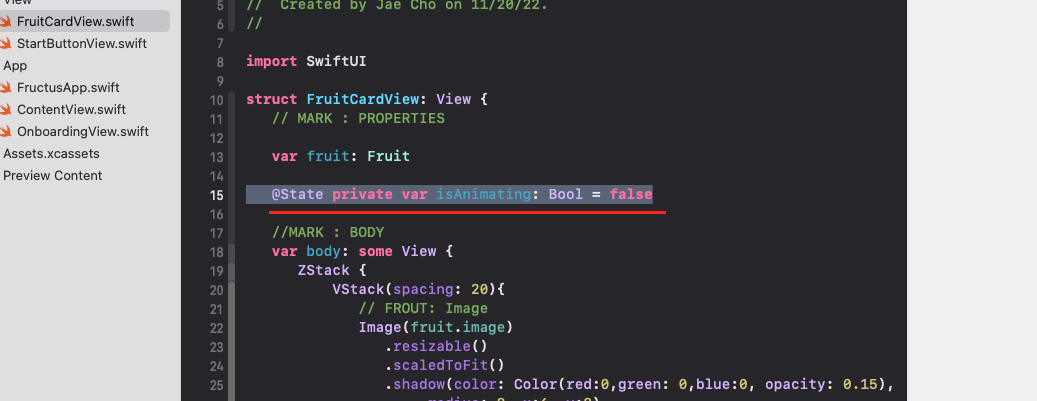 View
FruitCardView.swift
StartButtonView.swift
App
FructusApp.swift
ContentView.swift
OnboardingView.swift
Assets.xcassets
Preview Content
5 // Created by Jae Cho on 11/20/22.
6 //
7
8 import SwiftUI
9
10 struct FruitCardView: View {
11 // MARK : PROPERTIES
12
13 var fruit: Fruit
14
15 @State private var isAnimating: Bool = false
16
17 //MARK : BODY
18 var body: some View {
19 ZStack {
20 VStack(spacing: 20){
21 // FROUT: Image
22 Image(fruit.image)
23 .resizable()
24 .scaledToFit()
25 .shadow(color: Color(red:0,green: 0,blue:0, opacity: 0.15),